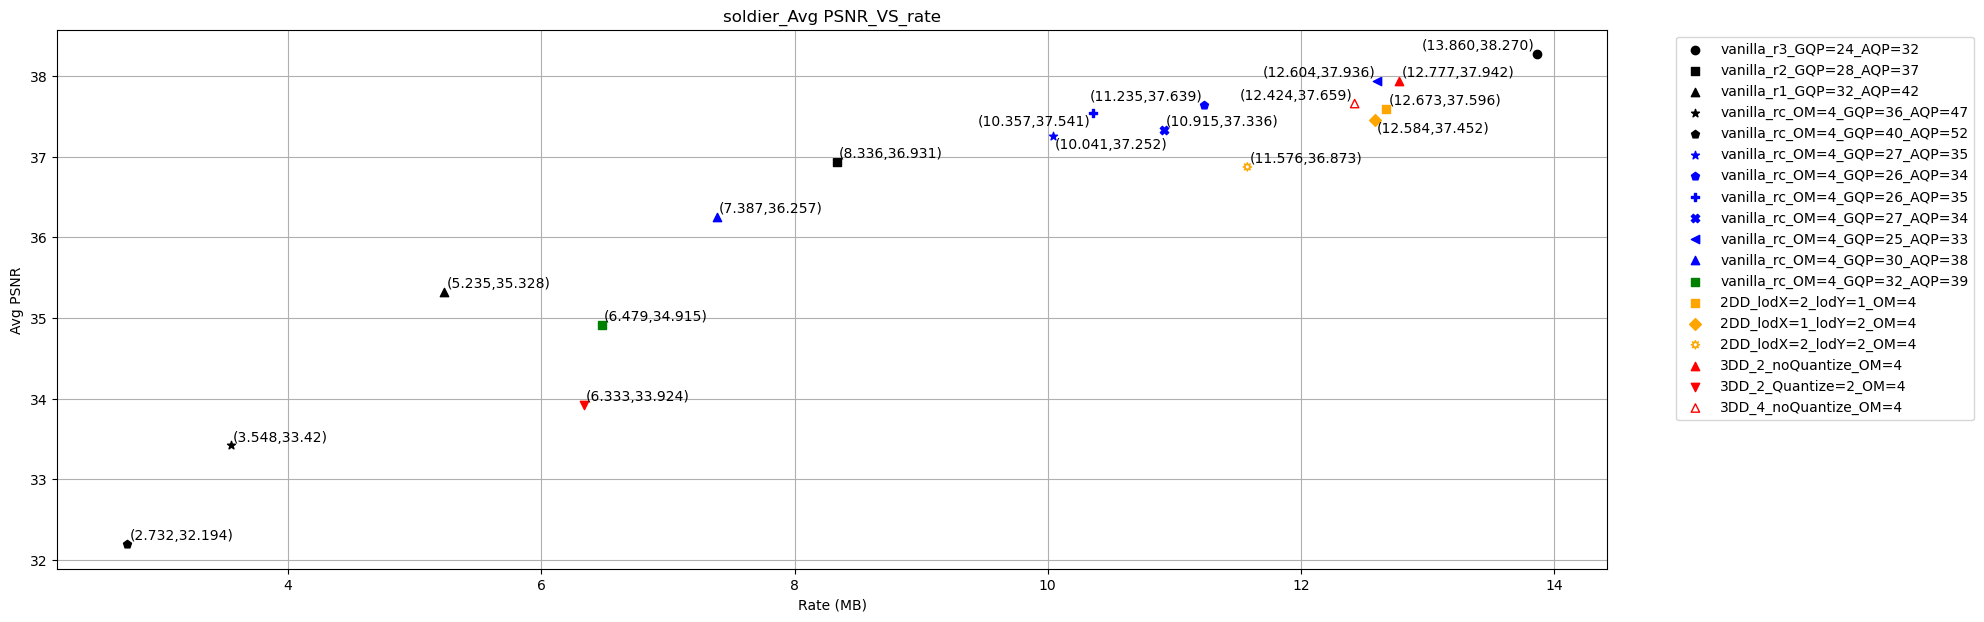 soldier_Avg PSNR_VS_rate
Avg PSNR
38
37
36
35
34
33
32
(13.860,38.270)
(12.604,37.936)
(12.777,37.942)
(11.235,37.639)
(12.424,37.659)
(12.673,37.596)
(10.357,37.541)
(10.915,37.336)
(12.584,37.452)
(10.041,37.252)
(8.336,36.931)
(11.576,36.873)
(7.387,36.257)
(5.235,35.328)
(6.479,34.915)
(6.333,33.924)
(3.548,33.42)
(2.732,32.194)
4
6
8
10
12
14
Rate (MB)
vanilla_r3_GQP=24_AQP=32
vanilla_r2_GQP=28_AQP=37
vanilla_r1_GQP=32_AQP=42
vanilla_rc_OM=4_GQP=36_AQP=47
vanilla_rc_OM=4_GQP=40_AQP=52
vanilla_rc_OM=4_GQP=27_AQP=35
vanilla_rc_OM=4_GQP=26_AQP=34
vanilla_rc_OM=4_GQP=26_AQP=35
vanilla_rc_OM=4_GQP=27_AQP=34
vanilla_rc_OM=4_GQP=25_AQP=33
vanilla_rc_OM=4_GQP=30_AQP=38
vanilla_rc_OM=4_GQP=32_AQP=39
2DD_lodX=2_lodY=1_OM=4
2DD_lodX=1_lodY=2_OM=4
2DD_lodX=2_lodY=2_OM=4
3DD_2_noQuantize_OM=4
3DD_2_Quantize=2_OM=4
3DD_4_noQuantize_OM=4